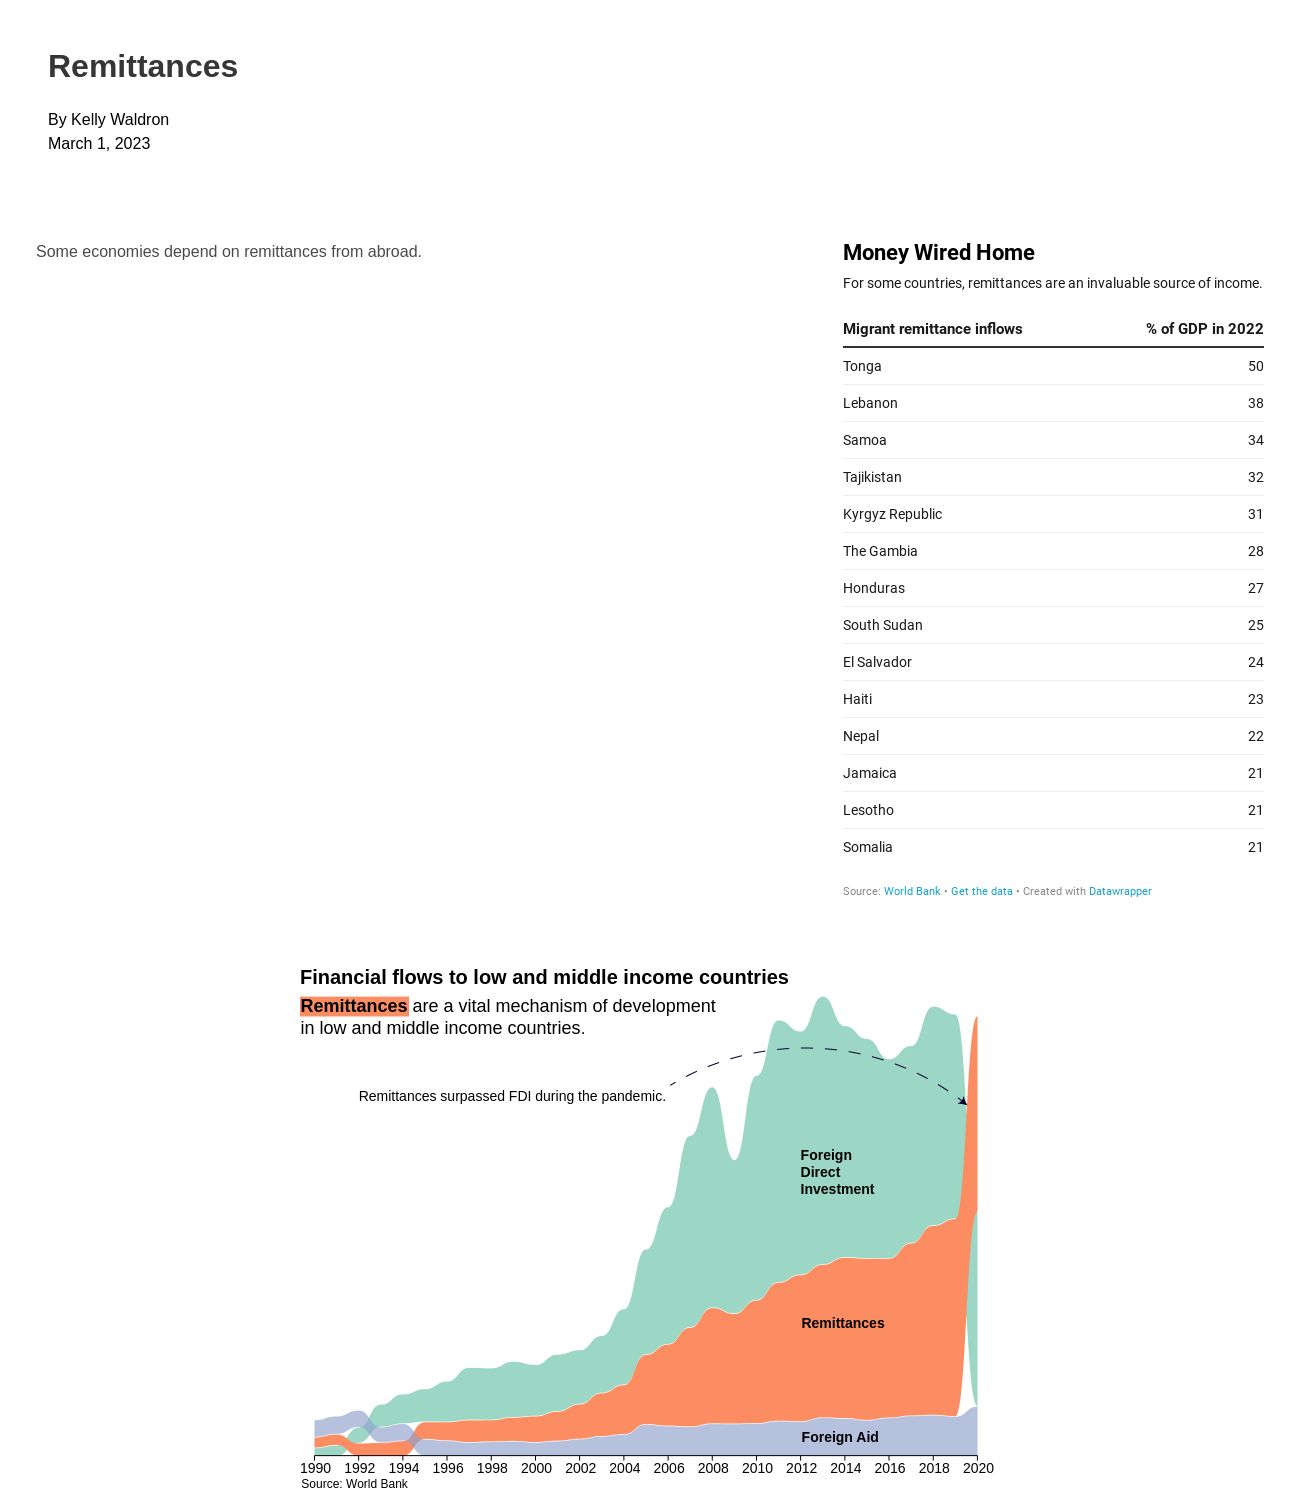 Remittances
By Kelly Waldron
March 1, 2023
Some economies depend on remittances from abroad.
Money Wired Home
For some countries, remittances are an invaluable source of income.
Migrant remittance inflows % of GDP in 2022
Tonga 50
Lebanon 38
Samoa 34
Tajikistan 32
Kyrgyz Republic 31
The Gambia 28
Honduras 27
South Sudan 25
El Salvador 24
Haiti 23
Nepal 22
Jamaica 21
Lesotho 21
Somalia 21
Source: World Bank • Get the data • Created with Datawrapper
Financial flows to low and middle income countries
Remittances are a vital mechanism of development
in low and middle income countries.
Remittances surpassed FDI during the pandemic.
Foreign
Direct
Investment
Remittances
Foreign Aid
1990 1992 1994 1996 1998 2000 2002 2004 2006 2008 2010 2012 2014 2016 2018 2020
Source: World Bank